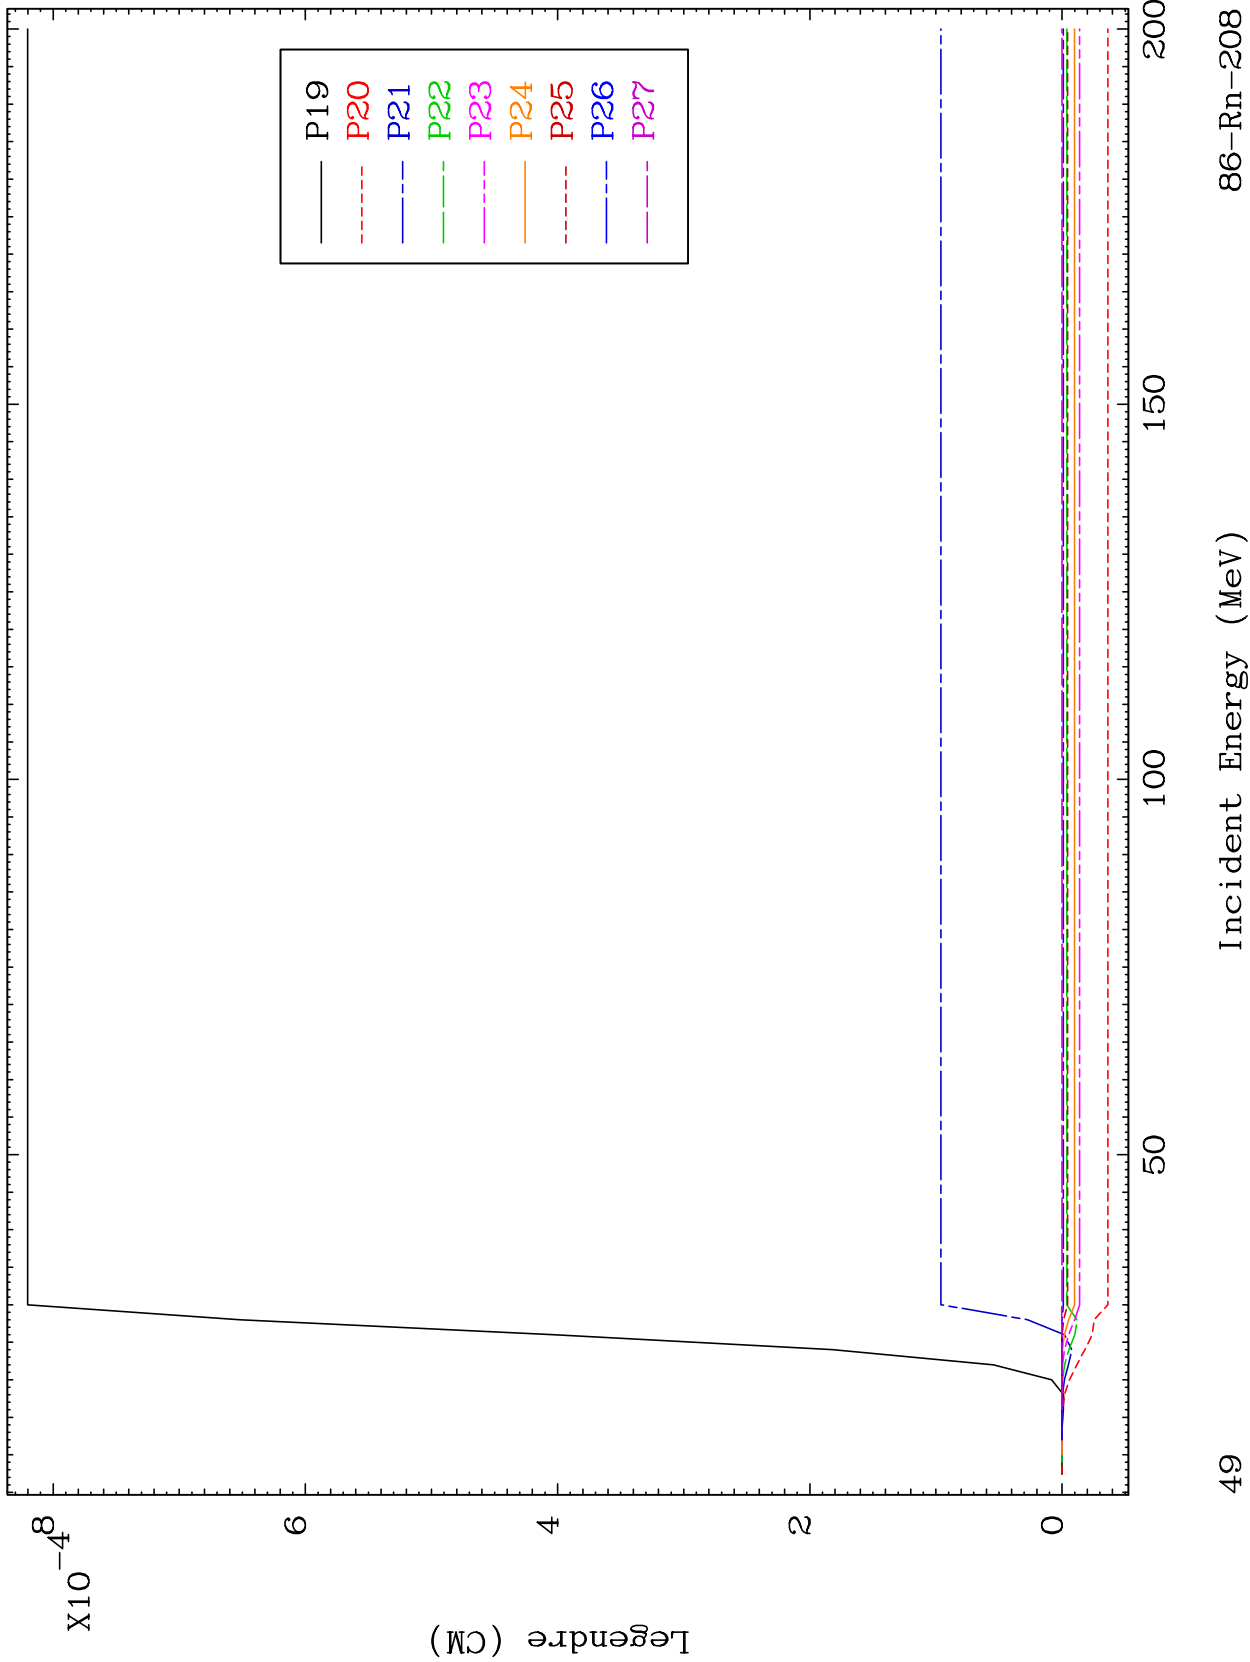 X10-4
8
6
4
2
0
Legendre (CM)
P19
P20
P21
P22
P23
P24
P25
P26
P27
50
100
150
200
49
Incident Energy (MeV)
86-Rn-208